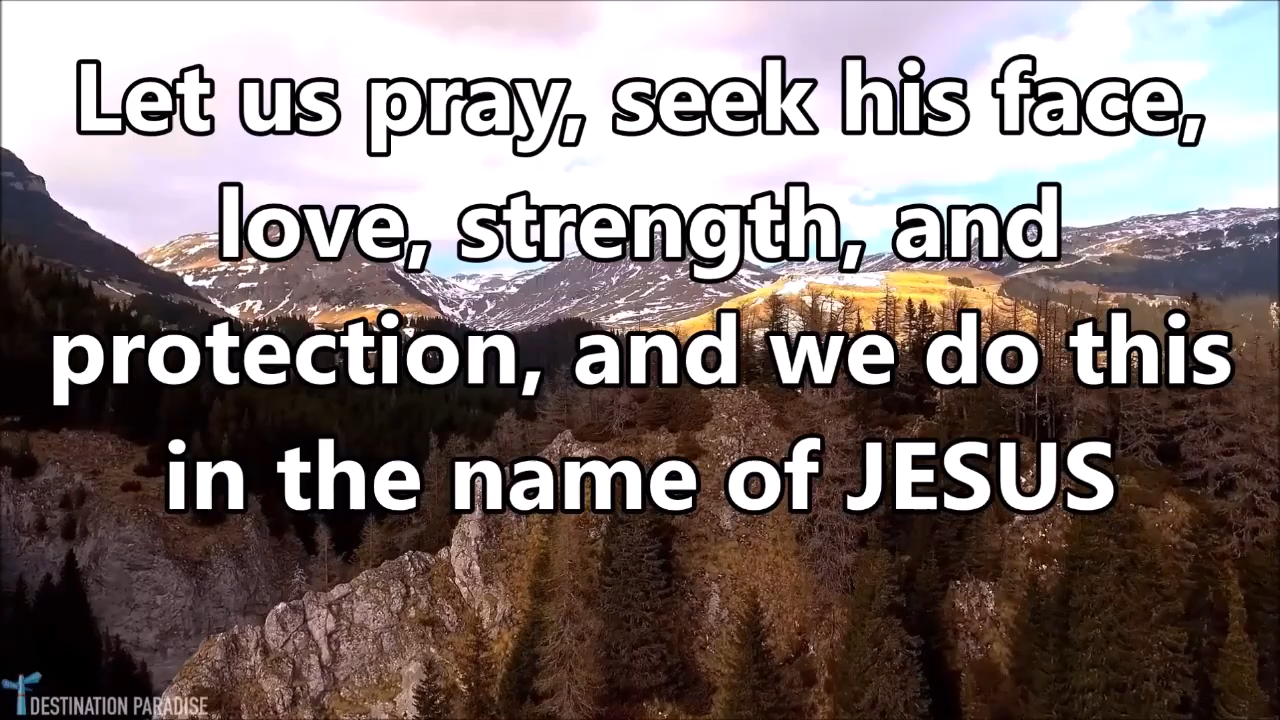 Let us pray, seek his face,
love, strength, and
protection, and we do this
in the name of JESUS
DESTINATION PARADISE